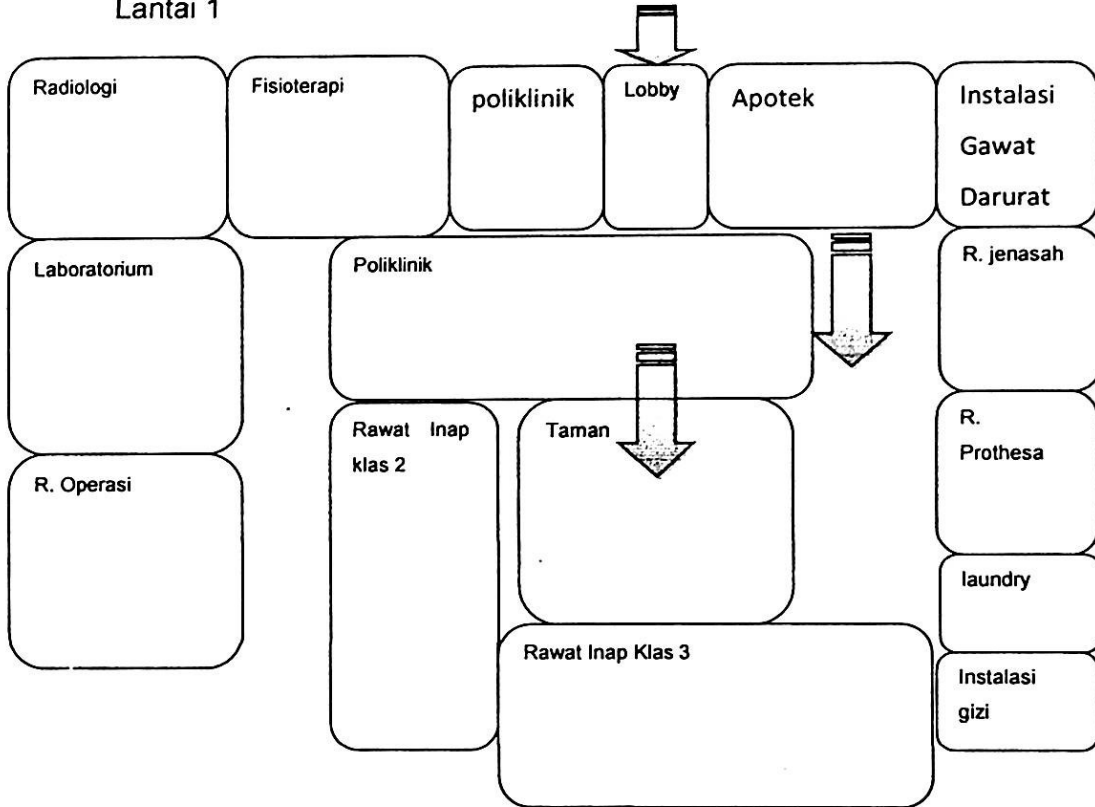 Lantai 1
Radiologi
Fisioterapi
poliklinik
Lobby
Apotek
Instalasi
Gawat
Darurat
Laboratorium
Poliklinik
R. jenasah
Rawat Inap
klas 2
Taman
R.
Prothesa
R. Operasi
laundry
Rawat Inap Klas 3
Instalasi
gizi